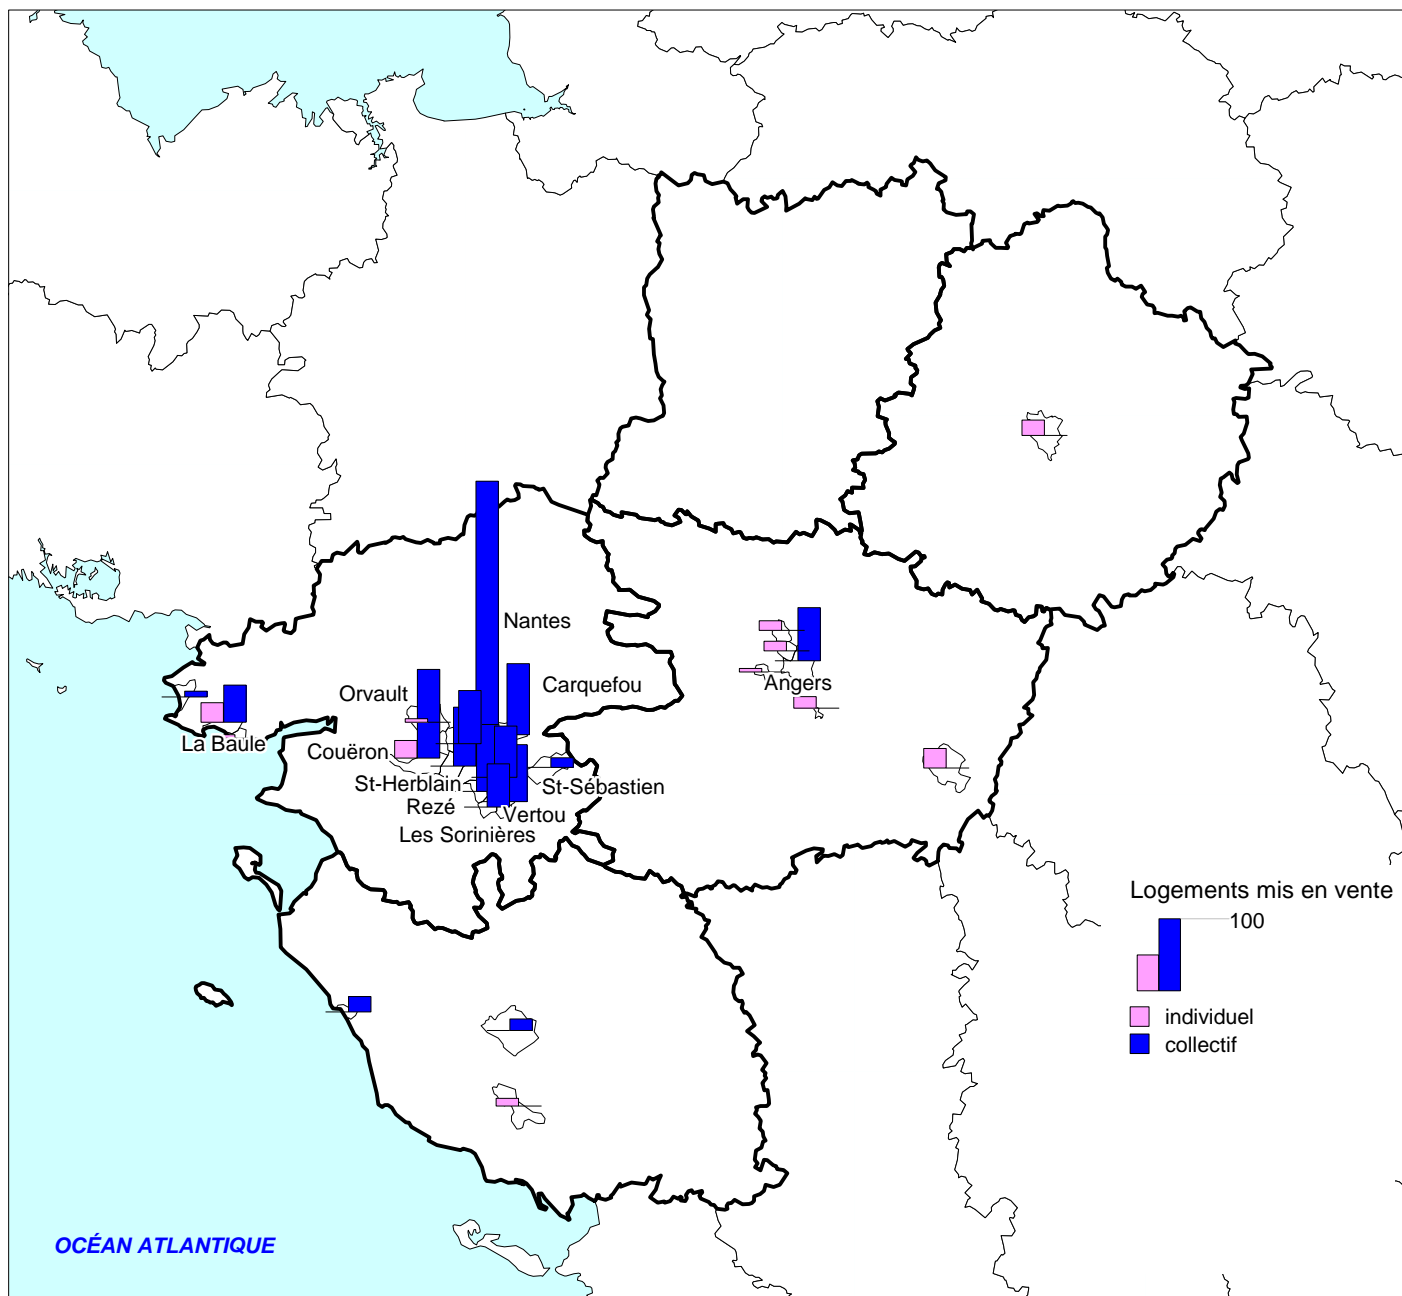 Nantes
Orvault
Carquefou
Angers
La Baule
Couëron
St-Herblain
St-Sébastien
Rezé
Vertou
Les Sorinières
Logements mis en vente
100
individuel
collectif
OCÉAN ATLANTIQUE